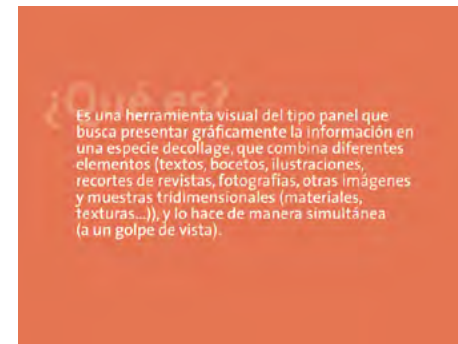 ¿Qué es?
Es una herramienta visual del tipo panel que
busca presentar gráficamente la información en
una especie decollage, que combina diferentes
elementos (textos, bocetos, ilustraciones,
recortes de revistas, fotografías, otras imágenes
y muestras tridimensionales (materiales,
texturas...)), y lo hace de manera simultánea
(a un golpe de vista).